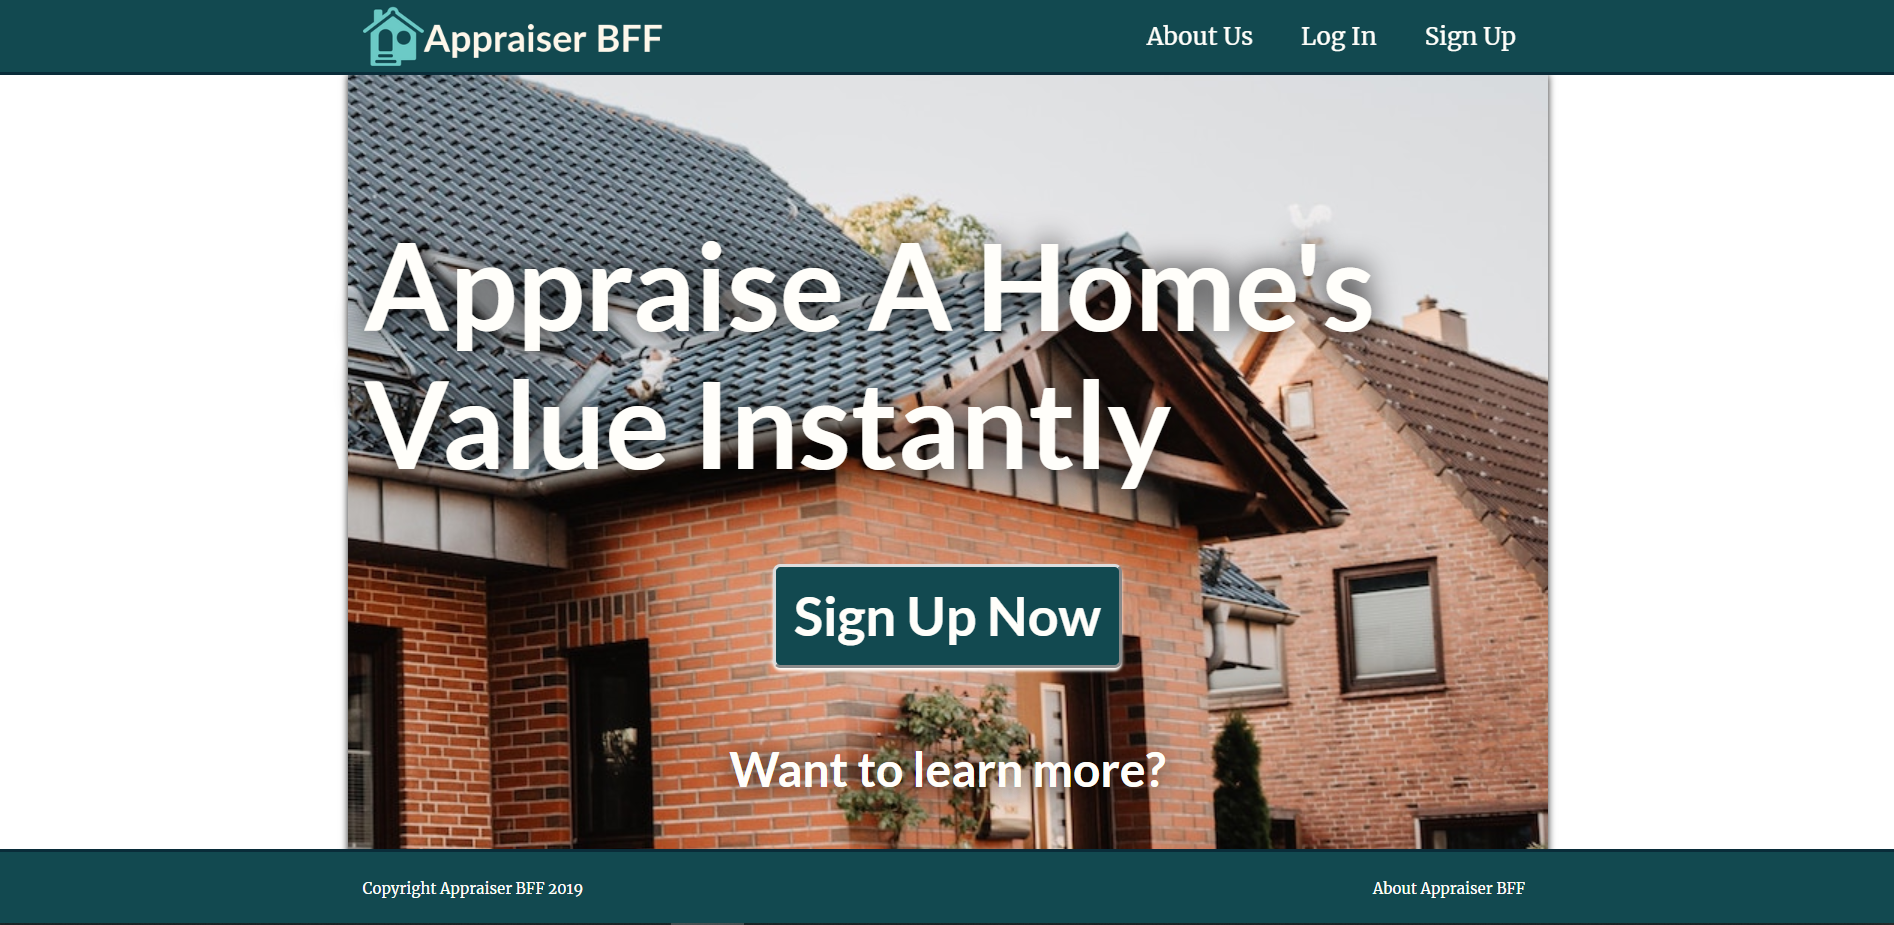 Appraiser BFF
About Us
Log In
Sign Up
Appraise A Home's
Value Instantly
Sign Up Now
Want to learn more?
Copyright Appraiser BFF 2019
About Appraiser BFF